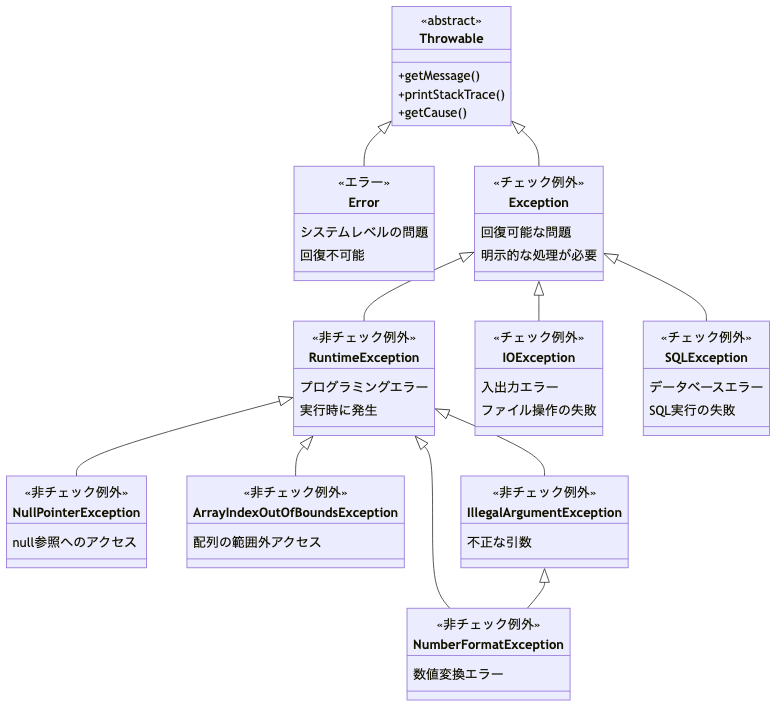 «abstract»
Throwable
+getMessage()
+printStackTrace()
+getCause()
«エラー»
Error
システムレベルの問題
回復不可能
«チェック例外»
Exception
回復可能な問題
明示的な処理が必要
«非チェック例外»
RuntimeException
プログラミングエラー
実行時に発生
«チェック例外»
IOException
入出力エラー
ファイル操作の失敗
«チェック例外»
SQLException
データベースエラー
SQL実行の失敗
«非チェック例外»
NullPointerException
null参照へのアクセス
«非チェック例外»
ArrayIndexOutOfBoundsException
配列の範囲外アクセス
«非チェック例外»
IllegalArgumentException
不正な引数
«非チェック例外»
NumberFormatException
数値変換エラー